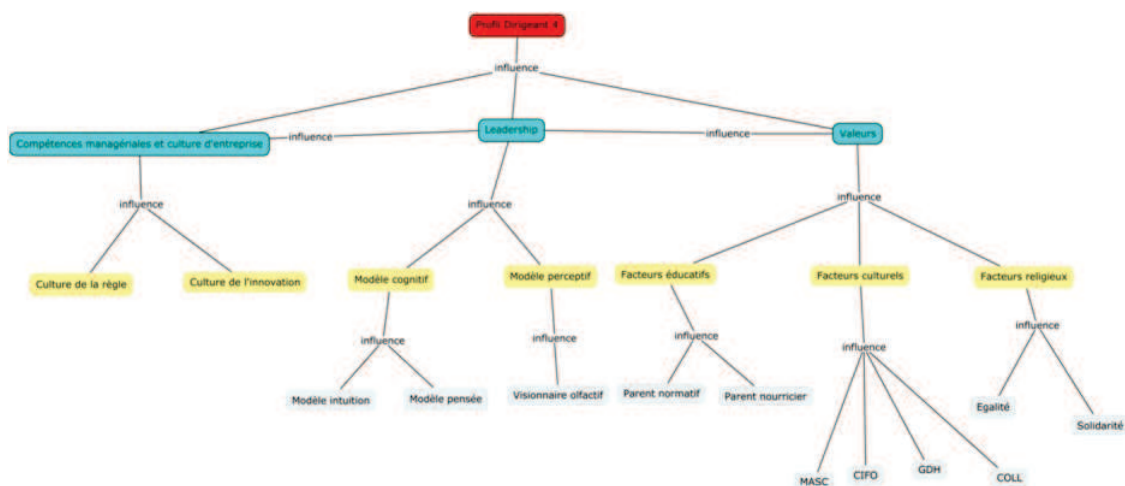 Profil Dirigeant 4
influence
Leadership
influence
influence
Valeurs
Compétences managériales et culture d'entreprise
influence
influence
influence
Culture de la règle
Culture de l'innovation
Modèle cognitif
Modèle perceptif
Facteurs éducatifs
Facteurs culturels
Facteurs religieux
influence
influence
influence
influence
influence
Modèle intuition
Modèle pensée
Visionnaire olfactif
Parent normatif
Parent nourricier
Egalité
Solidarité
MASC
CIFO
GDH
COLL